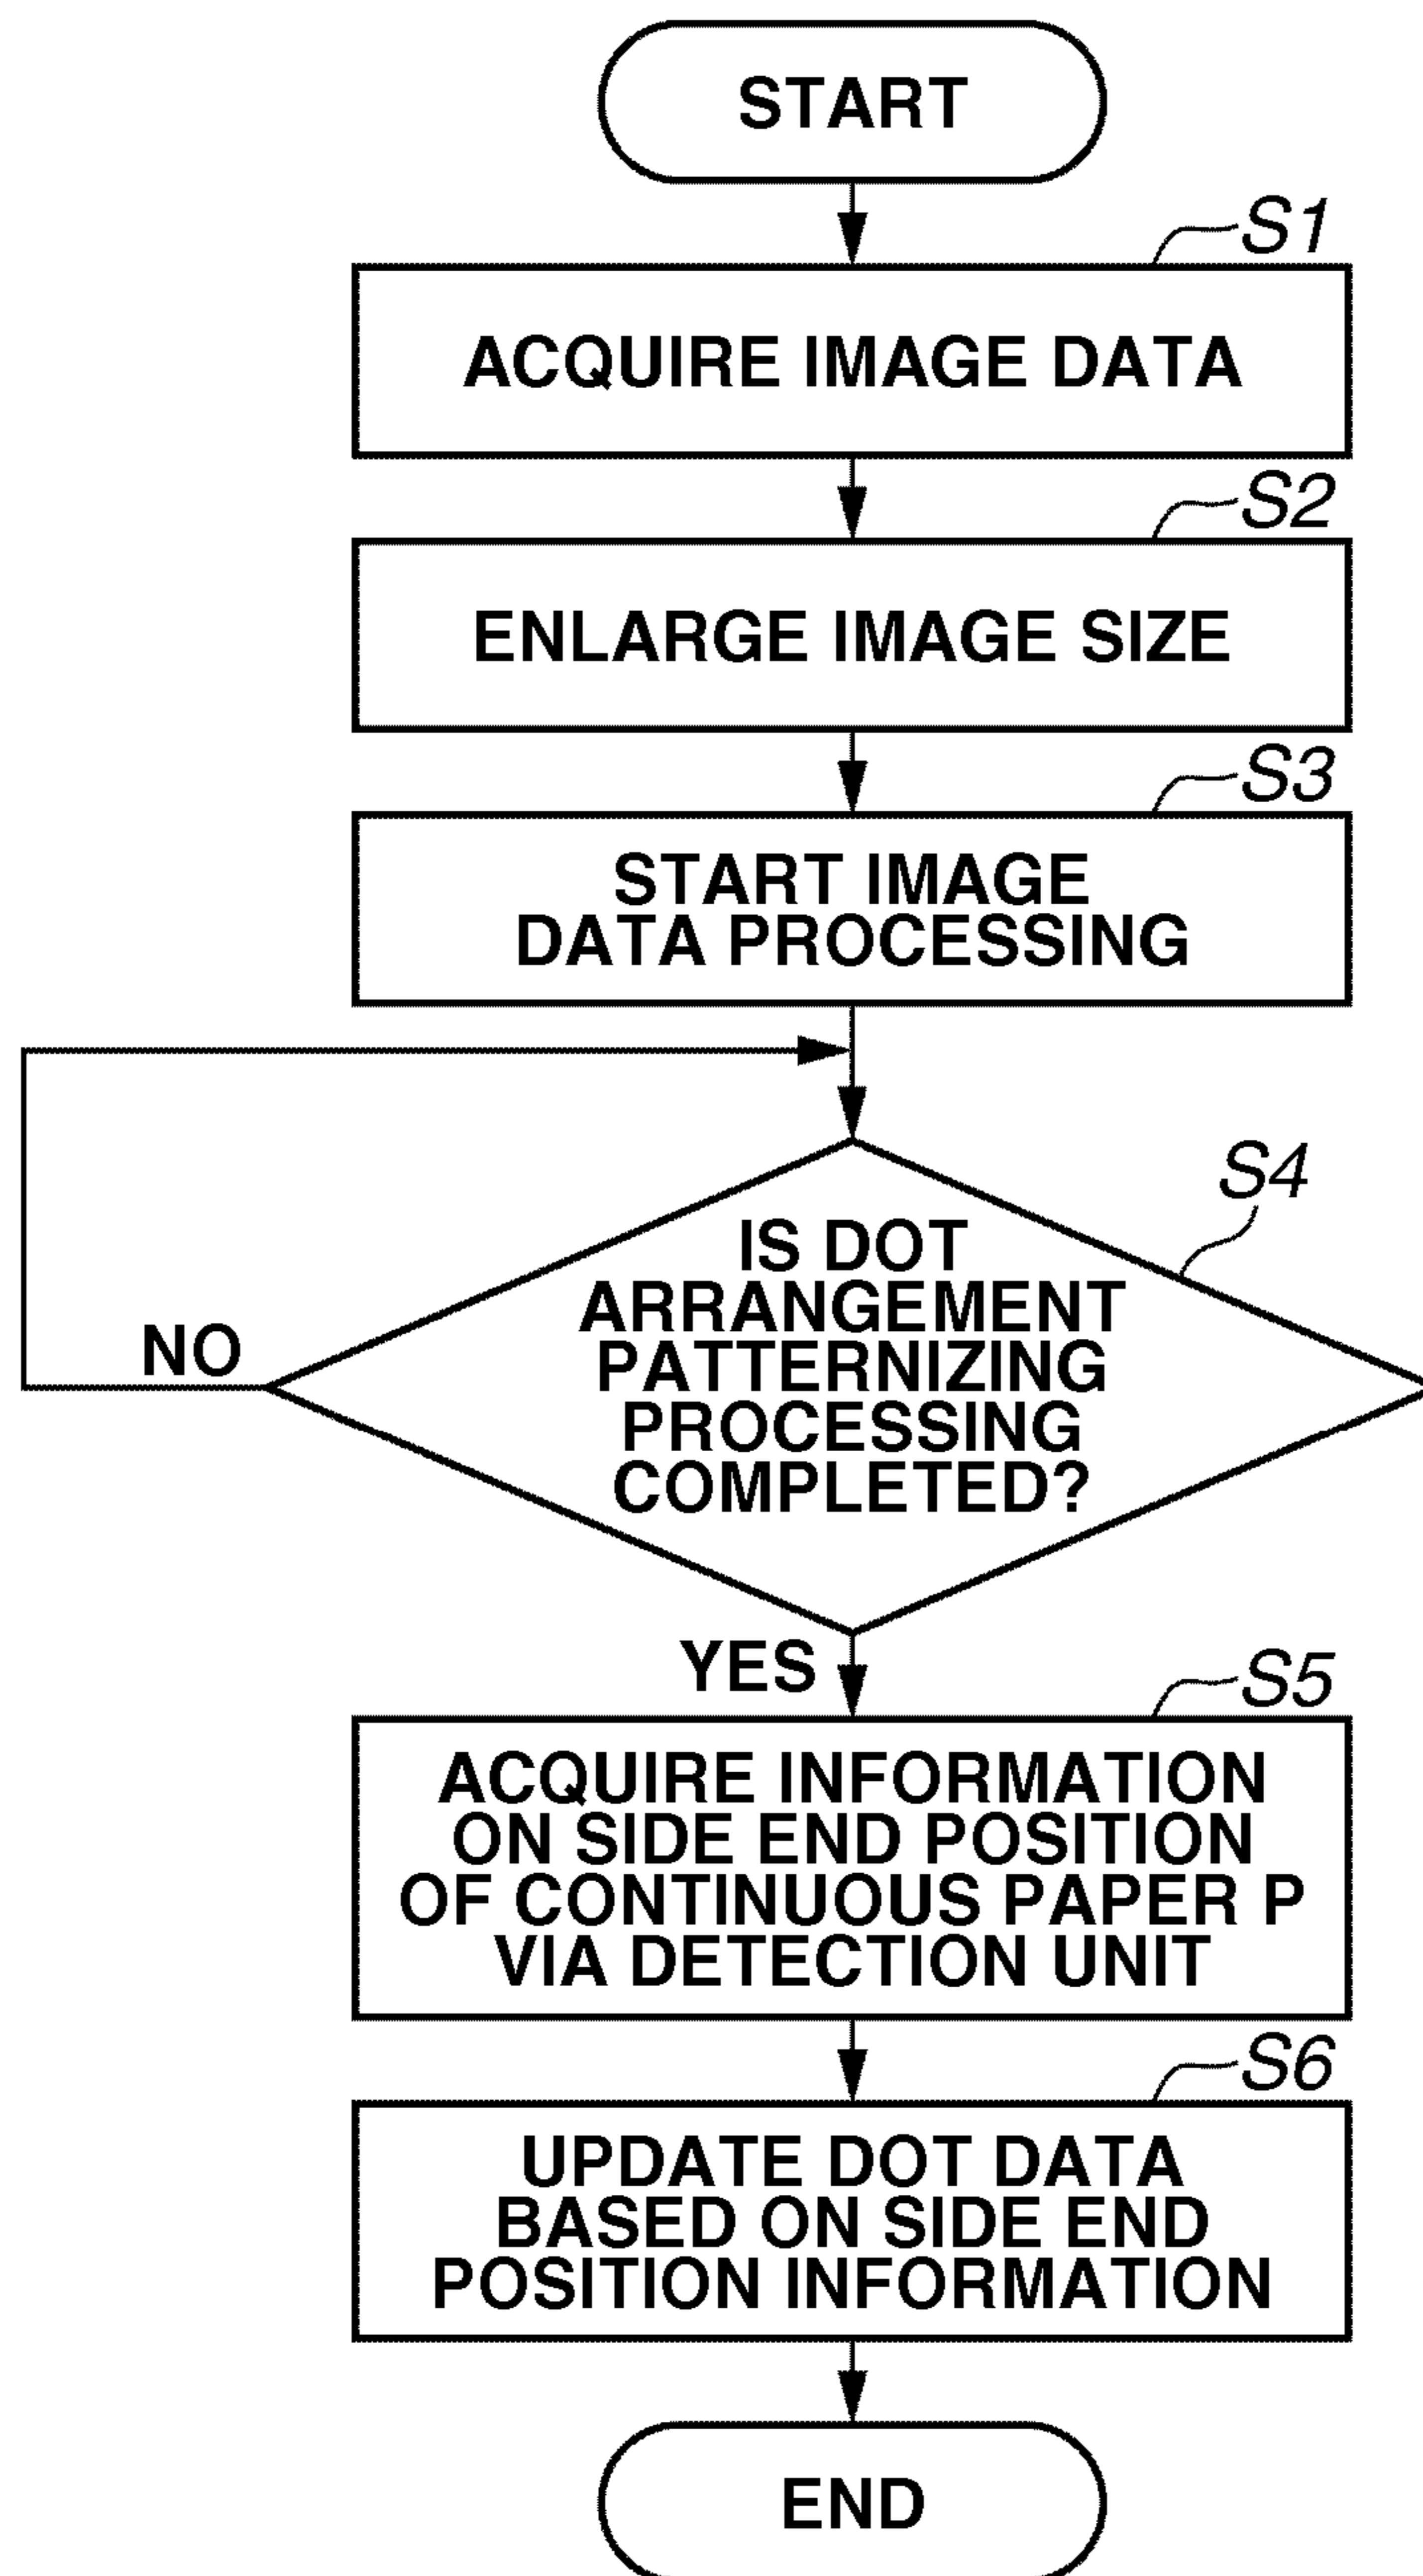 START
S1
ACQUIRE IMAGE DATA
S2
ENLARGE IMAGE SIZE
S3
START IMAGE
DATA PROCESSING
S4
IS DOT
ARRANGEMENT
PATTERNIZING
PROCESSING
COMPLETED?
NO
YES
S5
ACQUIRE INFORMATION
ON SIDE END POSITION
OF CONTINUOUS PAPER P
VIA DETECTION UNIT
S6
UPDATE DOT DATA
BASED ON SIDE END
POSITION INFORMATION
END